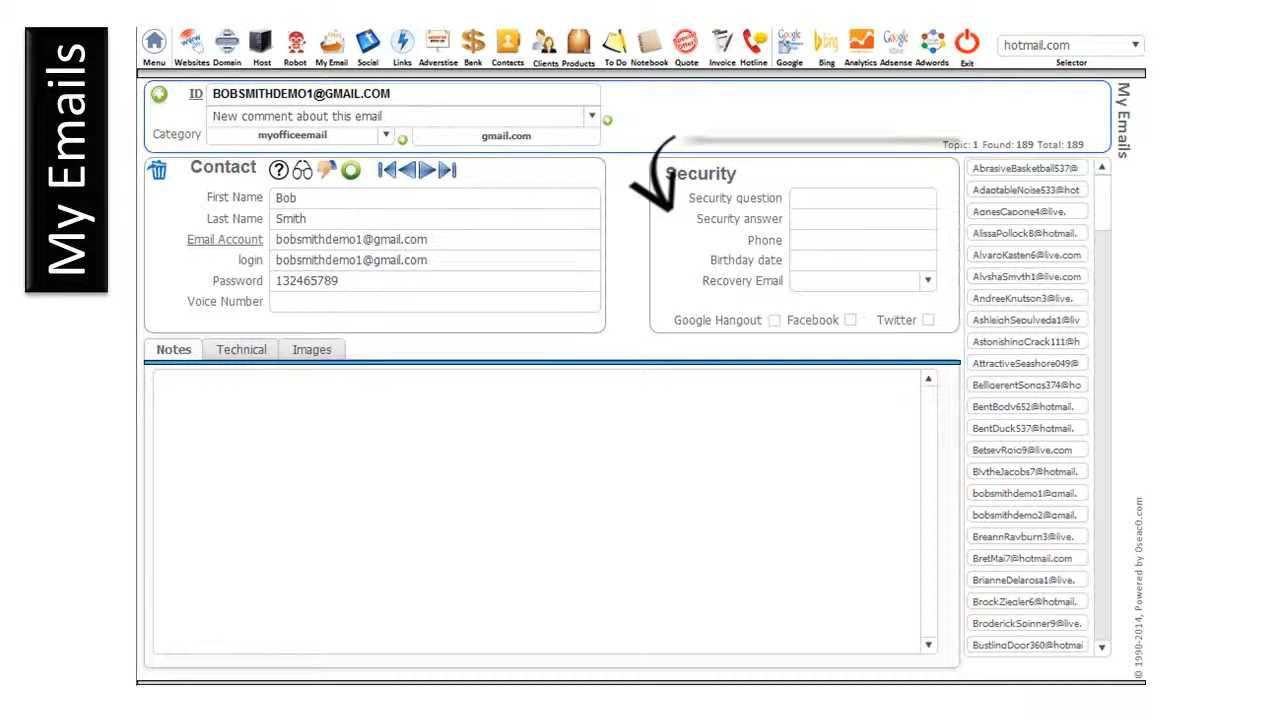 My Emails
Menu Websites Domain Host Robot My Email Social Links Adverstise Bank Contacts Clients Products To Do Notebook Quote Invoice Hotline Google Bing Analytics Adsense Adwords Exit Selector
hotmail.com
ID BOBSMITHDEMO1@GMAIL.COM
New comment about this email
Category myofficeemail gmail.com
Topic: 1 Found: 189 Total: 189
My Emails
Contact
First Name Bob
Last Name Smith
Email Account bobsmithdemo1@gmail.com
login bobsmithdemo1@gmail.com
Password 132465789
Voice Number
Security
Security question
Security answer
Phone
Birthday date
Recovery Email
Google Hangout Facebook Twitter
Notes Technical Images
AbrasiveBasketball537@
AdaptableNoise533@hot
AgnesCapone4@live.
AlissaPollock8@hotmail.
AlvaroKasten6@live.com
AlyshaSmyth1@live.com
AndreeKnutson3@live.
AshleighSepulveda1@liv
AstonishingCrack111@h
AttractiveSeashore049@
BelligerentSongs374@ho
BentBody652@hotmail.
BentDuck537@hotmail.
BetseyRojo9@live.com
BlytheJacobs7@hotmail.
bobsmithdemo1@gmail.
bobsmithdemo2@gmail.
BreannRayburn3@live.
BretMai7@hotmail.com
BrianneDelarosa1@live.
BrockZiegler6@hotmail.
BroderickSpinner9@live.
BustlingDoor360@hotmai
© 1990-2014, Powered by OseacO.com